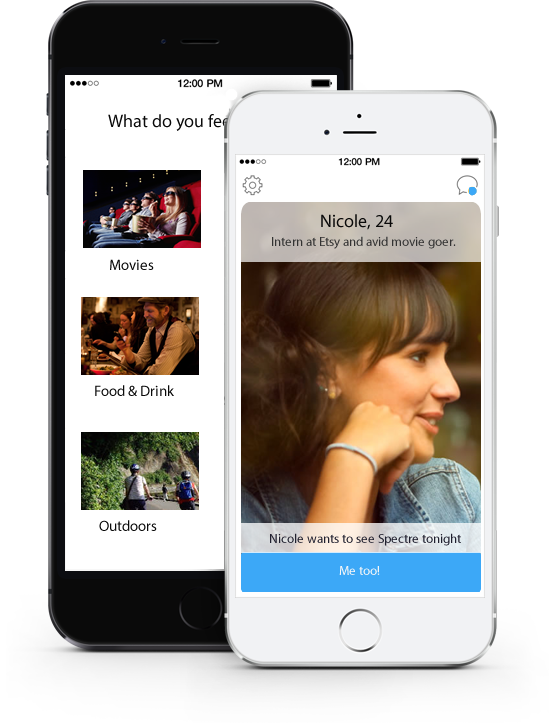 12:00 PM
What do you fee
Movies
Food & Drink
Outdoors
12:00 PM
Nicole, 24
Intern at Etsy and avid movie goer.
Nicole wants to see Spectre tonight
Me too!